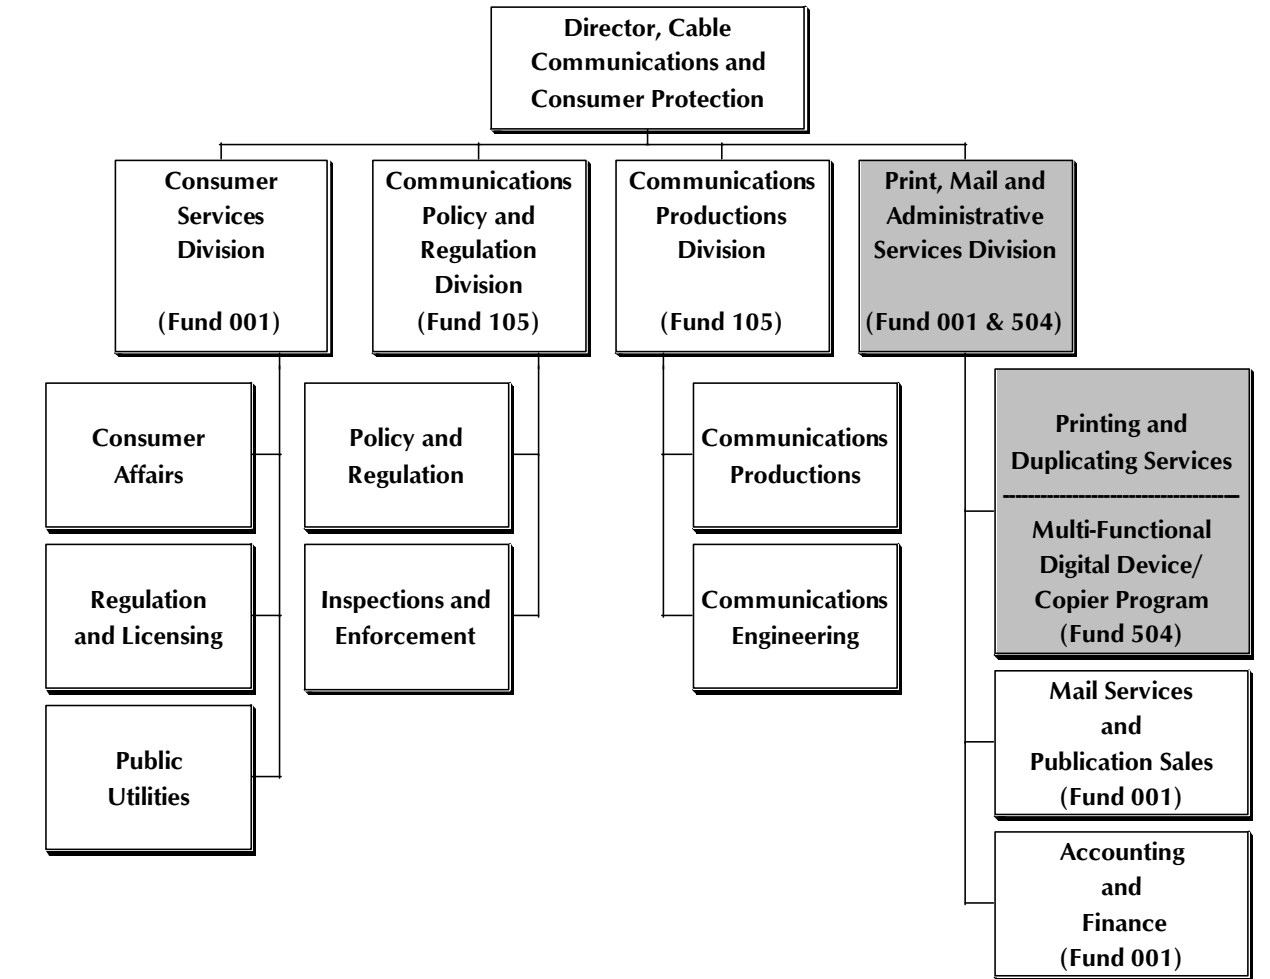 Director, Cable
Communications and
Consumer Protection
Consumer
Services
Division
(Fund 001)
Communications
Policy and
Regulation
Division
(Fund 105)
Communications
Productions
Division
(Fund 105)
Print, Mail and
Administrative
Services Division
(Fund 001 & 504)
Consumer
Affairs
Regulation
and Licensing
Public
Utilities
Policy and
Regulation
Inspections and
Enforcement
Communications
Productions
Communications
Engineering
Printing and
Duplicating Services
--------------------------------------
Multi-Functional
Digital Device/
Copier Program
(Fund 504)
Mail Services
and
Publication Sales
(Fund 001)
Accounting
and
Finance
(Fund 001)